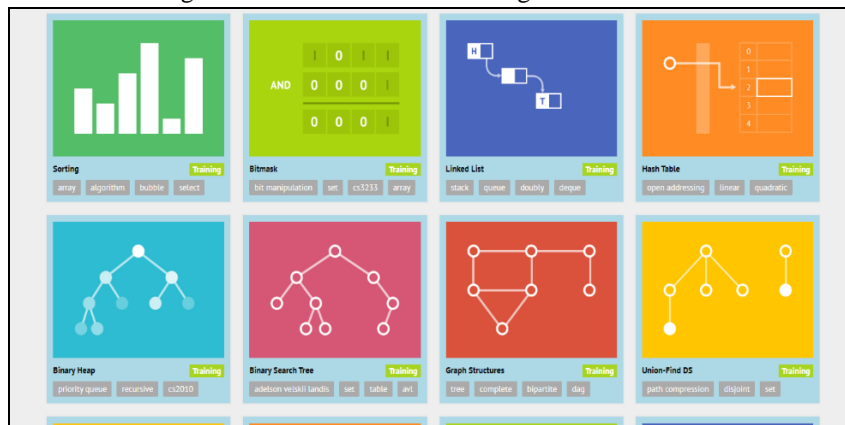 I 0 I I
AND 0 0 0 I
0 0 0 I
H
T
0
1
2
3
4
Sorting Training
array algorithm bubble select
Bitmask Training
bit manipulation set cs3233 array
Linked List Training
stack queue doubly deque
Hash Table Training
open addressing linear quadratic
Binary Heap Training
priority queue recursive cs2010
Binary Search Tree Training
adelson velskii landis set table avl
Graph Structures Training
tree complete bipartite dag
Union-Find DS Training
path compression disjoint set